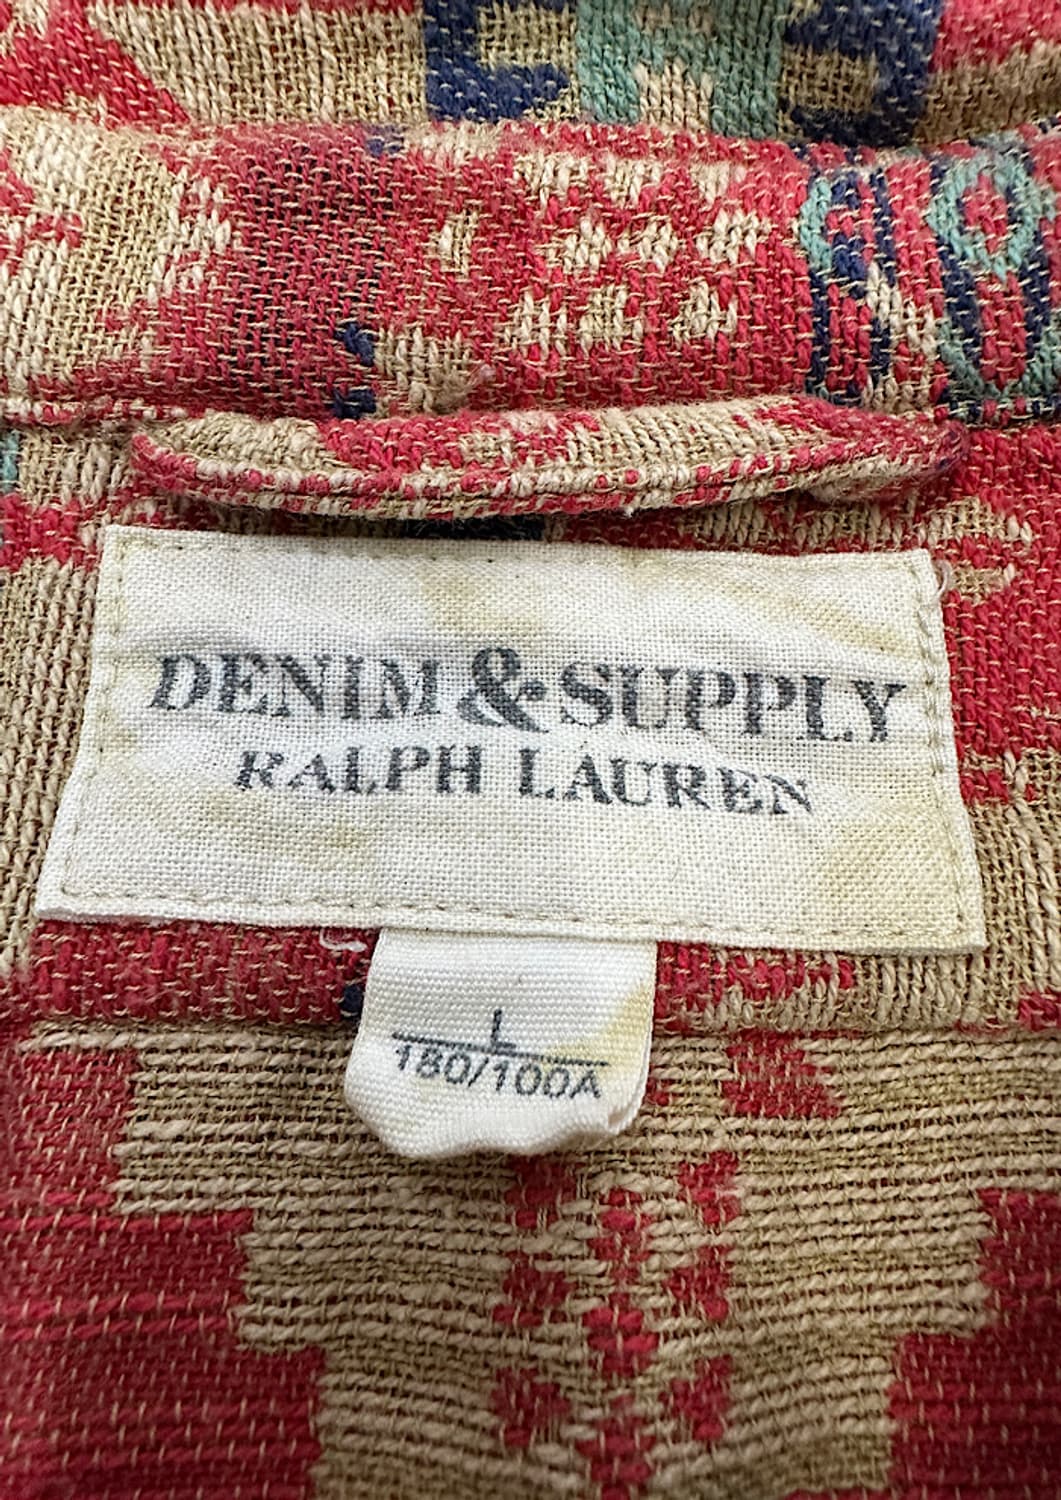 DENIM & SUPPLY
RALPH LAUREN
L
180/100A